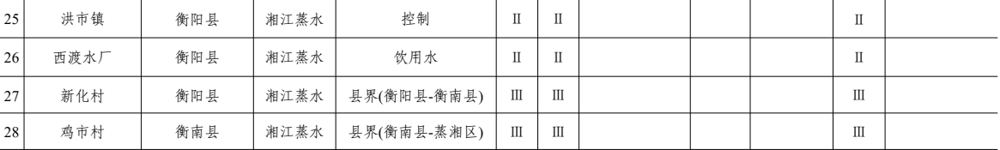 25 洪市镇 衡阳县 湘江蒸水 控制 Ⅱ Ⅱ Ⅱ
26 西渡水厂 衡阳县 湘江蒸水 饮用水 Ⅱ Ⅱ Ⅱ
27 新化村 衡阳县 湘江蒸水 县界(衡阳县-衡南县) Ⅲ Ⅲ Ⅲ
28 鸡市村 衡南县 湘江蒸水 县界(衡南县-蒸湘区) Ⅲ Ⅲ Ⅲ